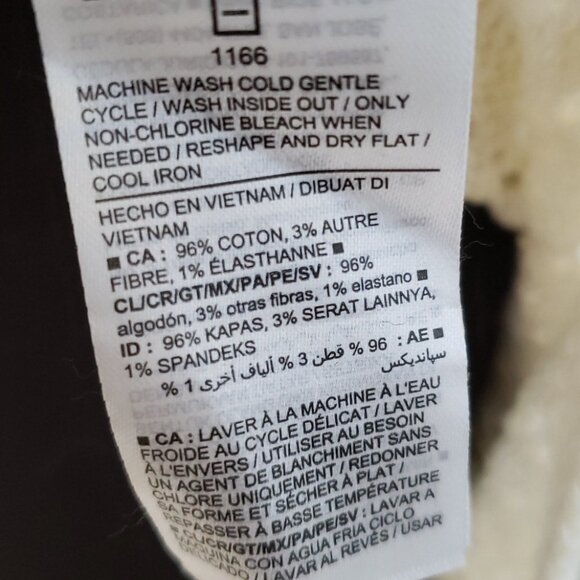 1166
MACHINE WASH COLD GENTLE
CYCLE / WASH INSIDE OUT / ONLY
NON-CHLORINE BLEACH WHEN
NEEDED / RESHAPE AND DRY FLAT /
COOL IRON
HECHO EN VIETNAM / DIBUAT DI
VIETNAM
■ CA : 96% COTON, 3% AUTRE
FIBRE, 1% ÉLASTHANNE ■
CL/CR/GT/MX/PA/PE/SV : 96%
algodón, 3% otras fibras, 1% elastano ■
ID : 96% KAPAS, 3% SERAT LAINNYA,
1% SPANDEKS
■ AE : 96 % قطن 3 % ألياف أخرى 1 %
سپاندیکس
■ CA : LAVER À LA MACHINE À L'EAU
FROIDE AU CYCLE DÉLICAT / LAVER
À L'ENVERS / UTILISER AU BESOIN
UN AGENT DE BLANCHIMENT SANS
CHLORE UNIQUEMENT / REDONNER
SA FORME ET SÉCHER À PLAT /
REPASSER À BASSE TEMPÉRATURE
■ CL/CR/GT/MX/PA/PE/SV : LAVAR A
MÁQUINA CON AGUA FRIA CICLO
DELICADO / LAVAR AL REVÉS / USAR